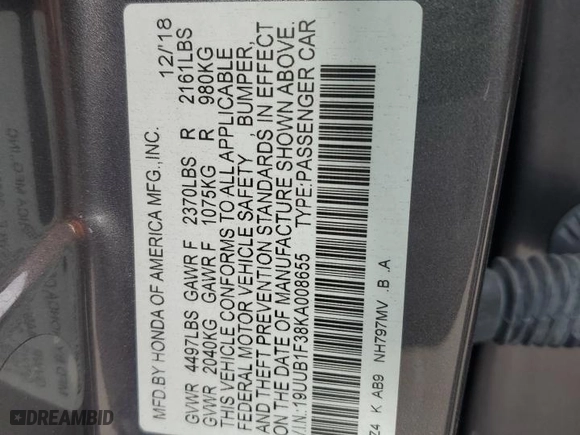 MFD BY HONDA OF AMERICA MFG.,INC. 12/'18
GVWR 4497LBS GAWR F 2370LBS R 2161LBS
GVWR 2040KG GAWR F 1075KG R 980KG
THIS VEHICLE CONFORMS TO ALL APPLICABLE
FEDERAL MOTOR VEHICLE SAFETY , BUMPER,
AND THEFT PREVENTION STANDARDS IN EFFECT
ON THE DATE OF MANUFACTURE SHOWN ABOVE.
VIN:19UUB1F38KA008655 TYPE:PASSENGER CAR
Z4 K AB9 NH797MV .B .A
DREAMBID